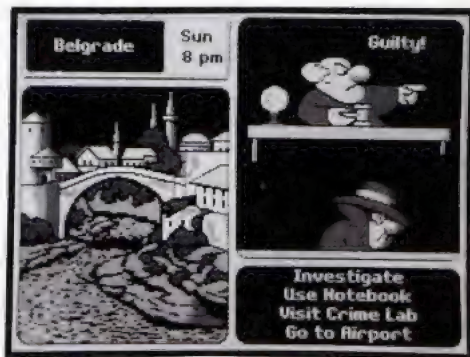 Belgrade
Sun
8 pm
Guilty!
Investigate
Use Notebook
Visit Crime Lab
Go to Airport